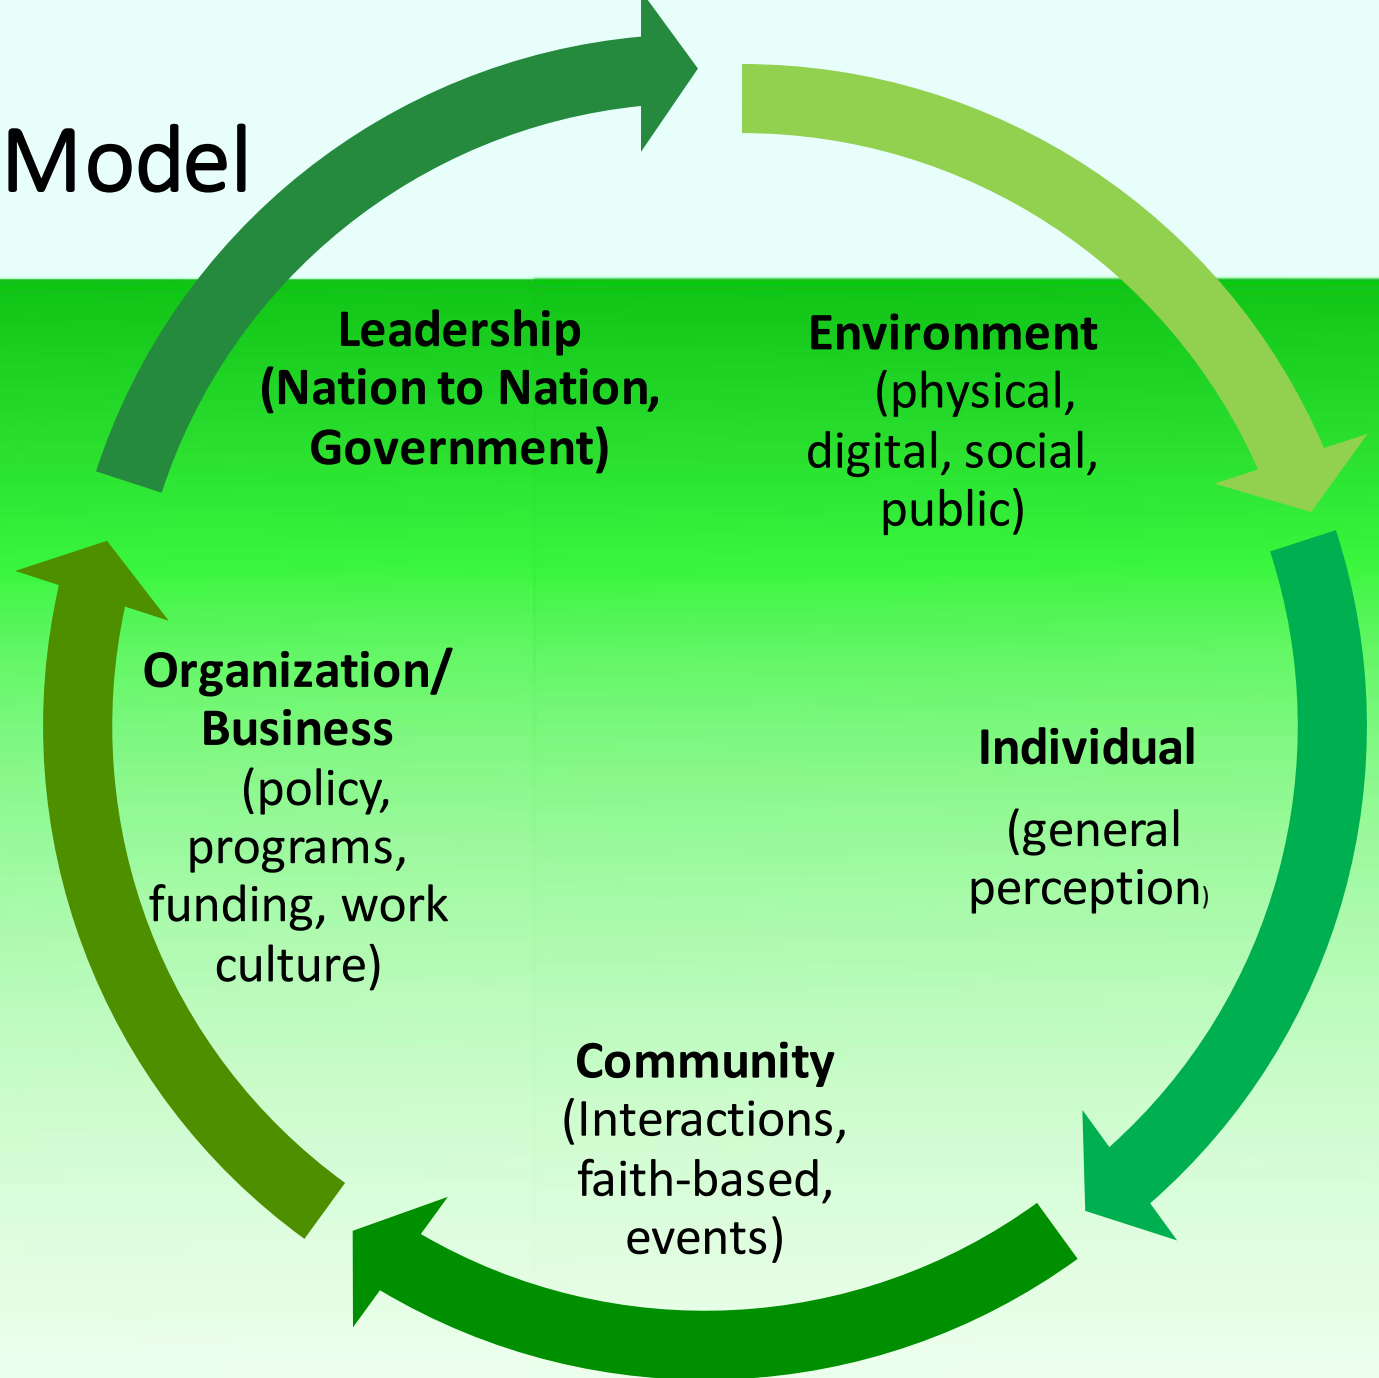 Model
Leadership
(Nation to Nation,
Government)
Environment
(physical,
digital, social,
public)
Individual
(general
perception)
Community
(Interactions,
faith-based,
events)
Organization/
Business
(policy,
programs,
funding, work
culture)